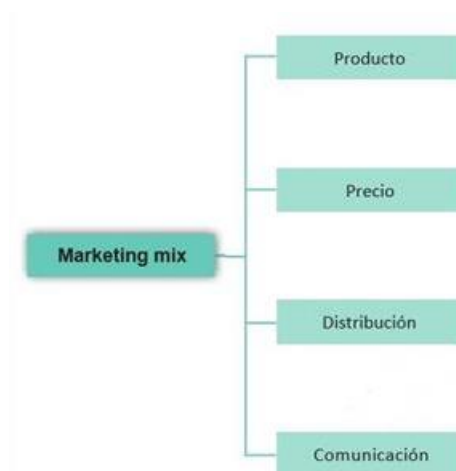 Producto
Precio
Marketing mix
Distribución
Comunicación